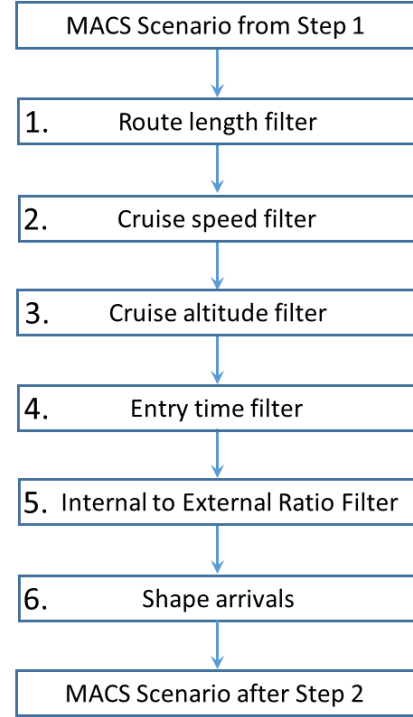 MACS Scenario from Step 1
1. Route length filter
2. Cruise speed filter
3. Cruise altitude filter
4. Entry time filter
5. Internal to External Ratio Filter
6. Shape arrivals
MACS Scenario after Step 2